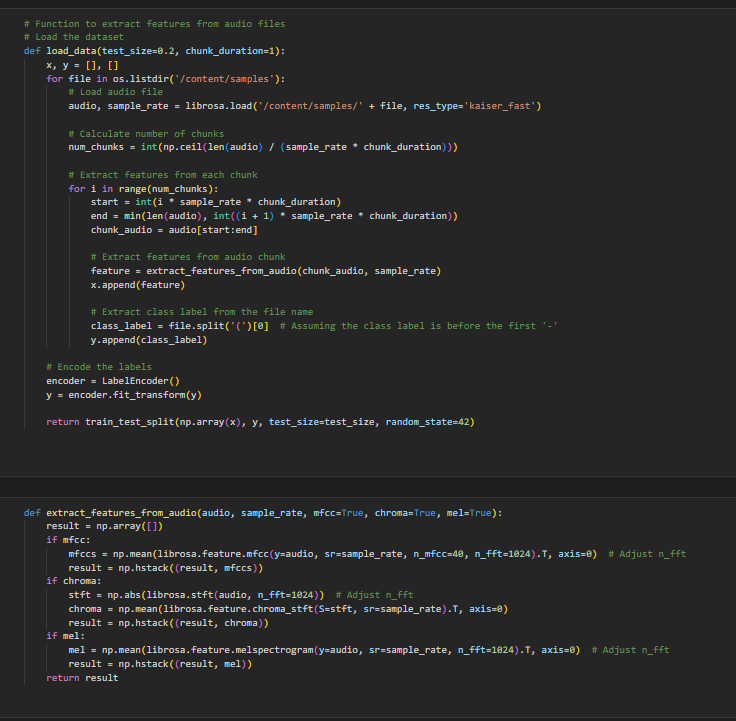 # Function to extract features from audio files
# Load the dataset
def load_data(test_size=0.2, chunk_duration=1):
    x, y = [], []
    for file in os.listdir('/content/samples'):
        # Load audio file
        audio, sample_rate = librosa.load('/content/samples/' + file, res_type='kaiser_fast')

        # Calculate number of chunks
        num_chunks = int(np.ceil(len(audio) / (sample_rate * chunk_duration)))

        # Extract features from each chunk
        for i in range(num_chunks):
            start = int(i * sample_rate * chunk_duration)
            end = min(len(audio), int((i + 1) * sample_rate * chunk_duration))
            chunk_audio = audio[start:end]

            # Extract features from audio chunk
            feature = extract_features_from_audio(chunk_audio, sample_rate)
            x.append(feature)

            # Extract class label from the file name
            class_label = file.split('(')[0]  # Assuming the class label is before the first '-'
            y.append(class_label)

    # Encode the labels
    encoder = LabelEncoder()
    y = encoder.fit_transform(y)

    return train_test_split(np.array(x), y, test_size=test_size, random_state=42)

def extract_features_from_audio(audio, sample_rate, mfcc=True, chroma=True, mel=True):
    result = np.array([])
    if mfcc:
        mfccs = np.mean(librosa.feature.mfcc(y=audio, sr=sample_rate, n_mfcc=40, n_fft=1024).T, axis=0)  # Adjust n_fft
        result = np.hstack((result, mfccs))
    if chroma:
        stft = np.abs(librosa.stft(audio, n_fft=1024))  # Adjust n_fft
        chroma = np.mean(librosa.feature.chroma_stft(S=stft, sr=sample_rate).T, axis=0)
        result = np.hstack((result, chroma))
    if mel:
        mel = np.mean(librosa.feature.melspectrogram(y=audio, sr=sample_rate, n_fft=1024).T, axis=0)  # Adjust n_fft
        result = np.hstack((result, mel))
    return result